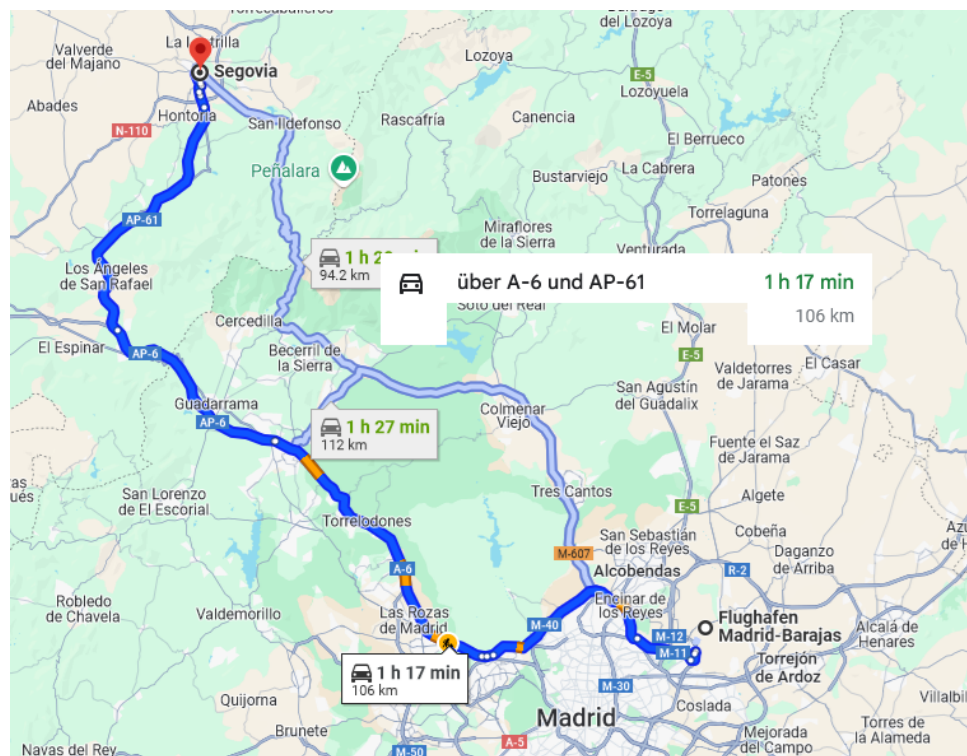 Torrecaballeros
Valverde
del Majano
del Lozoya
Segovia
Lozoya
E-5
Lozoyuela
Abades
Hontoria
N-110
San Ildefonso
Rascafría
Canencia
El Berrueco
Peñalara
La Cabrera
Bustarviejo
Patones
AP-61
Torrelaguna
Miraflores
de la Sierra
Venturada
1 h
94.2 km
Los Ángeles
de San Rafael
über A-6 und AP-61
1 h 17 min
106 km
Soto del Real
Cercedilla
El Molar
El Espinar
AP-6
Becerril de
la Sierra
E-5
El Casar
Valdetorres
de Jarama
San Agustín
del Guadalix
Guadarrama
AP-6
Colmenar
Viejo
1 h 27 min
112 km
Fuente el Saz
de Jarama
San Lorenzo
de El Escorial
Tres Cantos
Algete
E-5
Torrelodones
San Sebastián
de los Reyes
Cobeña
M-607
Daganzo
de Arriba
A-6
Alcobendas
R-2
Robledo
de Chavela
Valdemorillo
Las Rozas
de Madrid
Encinar de
los Reyes
M-40
M-12
Flughafen
Madrid-Barajas
Alcalá de
Henares
M-11
1 h 17 min
106 km
Torrejón
de Ardoz
M-30
Quijorna
Coslada
Villalbil
Brunete
Madrid
Mejorada
del Campo
Torres de
la Alameda
M-50
A-5
Navas del Rey